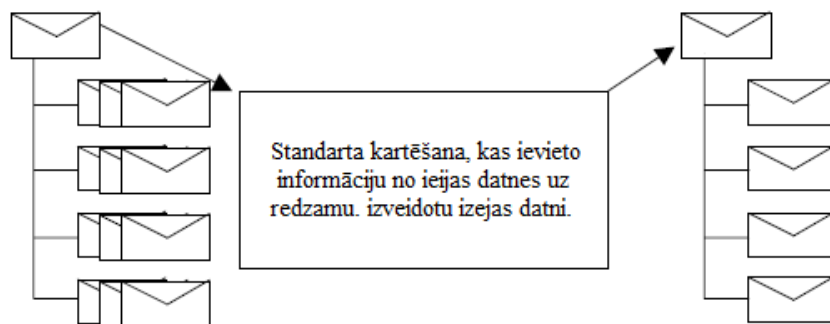 Standarta kartēšana, kas ievieto
informāciju no ieijas datnes uz
redzamu. izveidotu izejas datni.